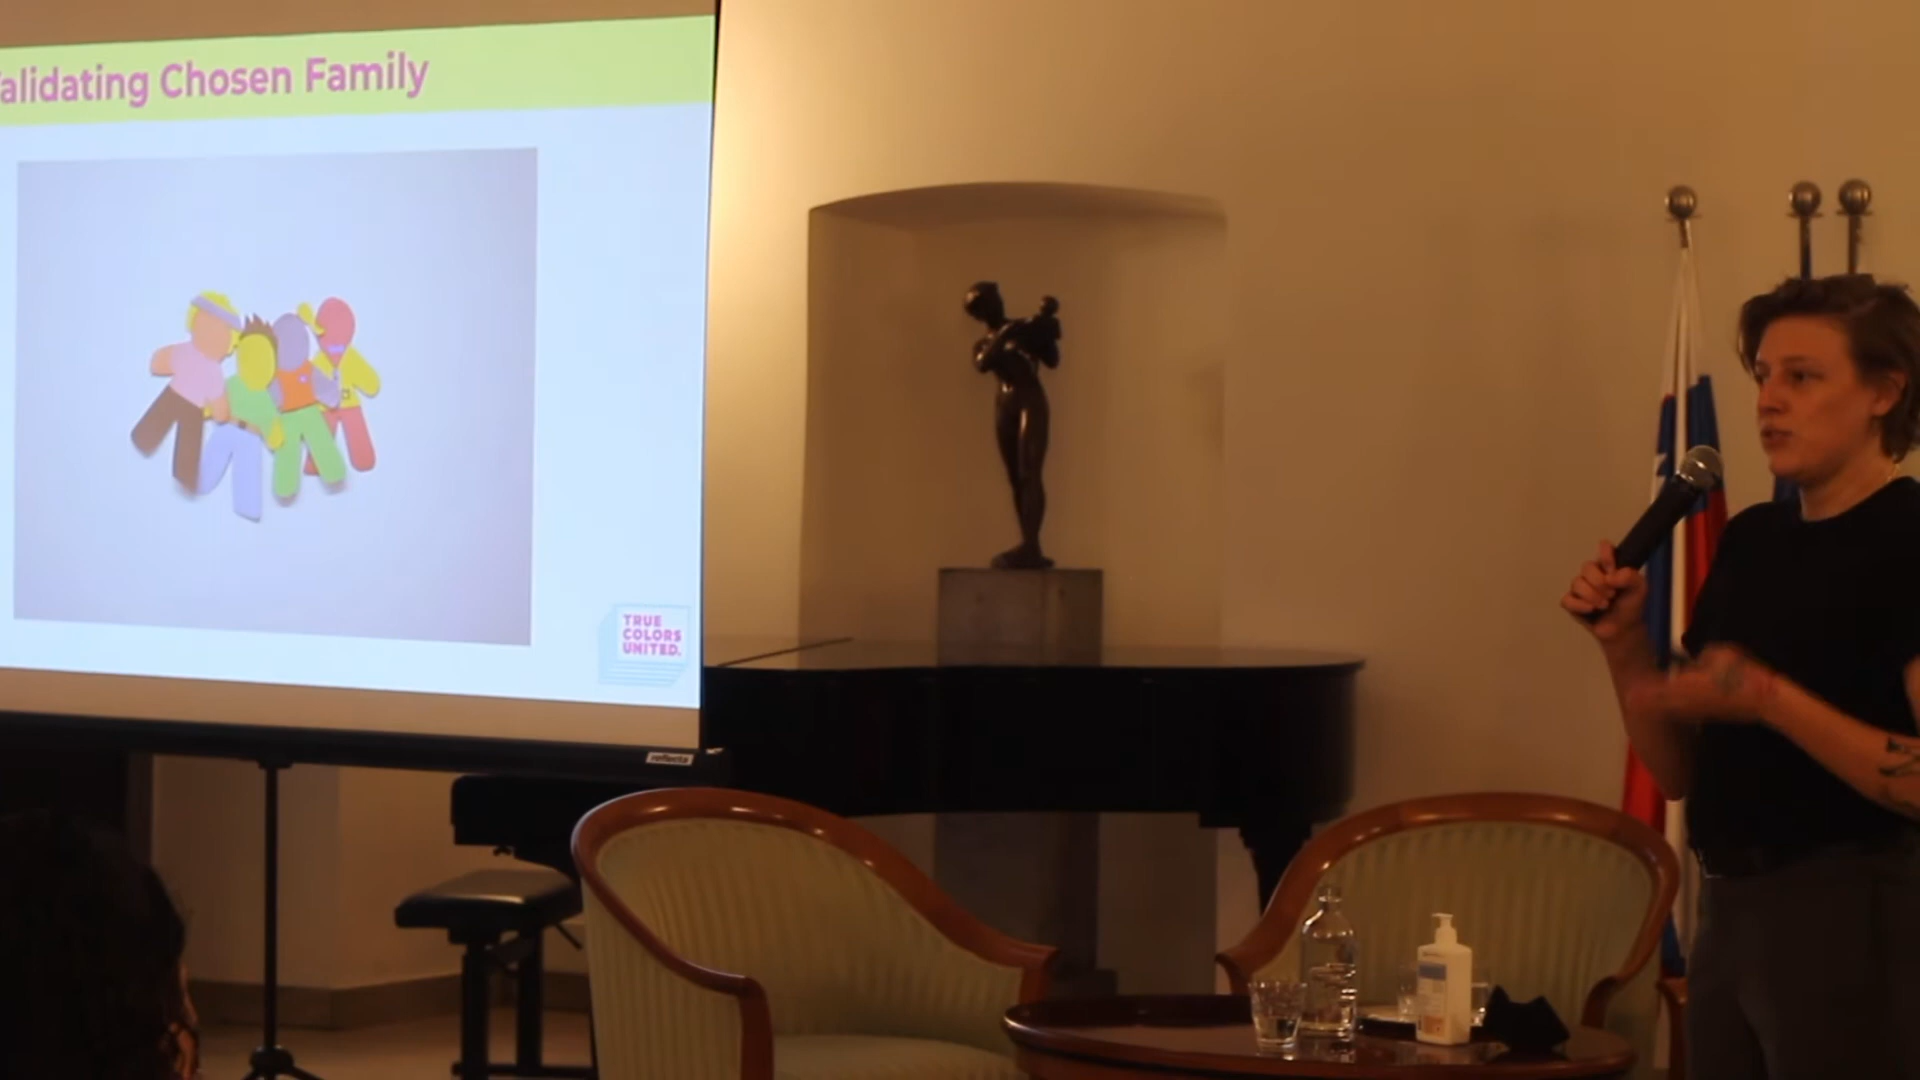 alidating Chosen Family
TRUE
COLORS
UNITED.
reflecta